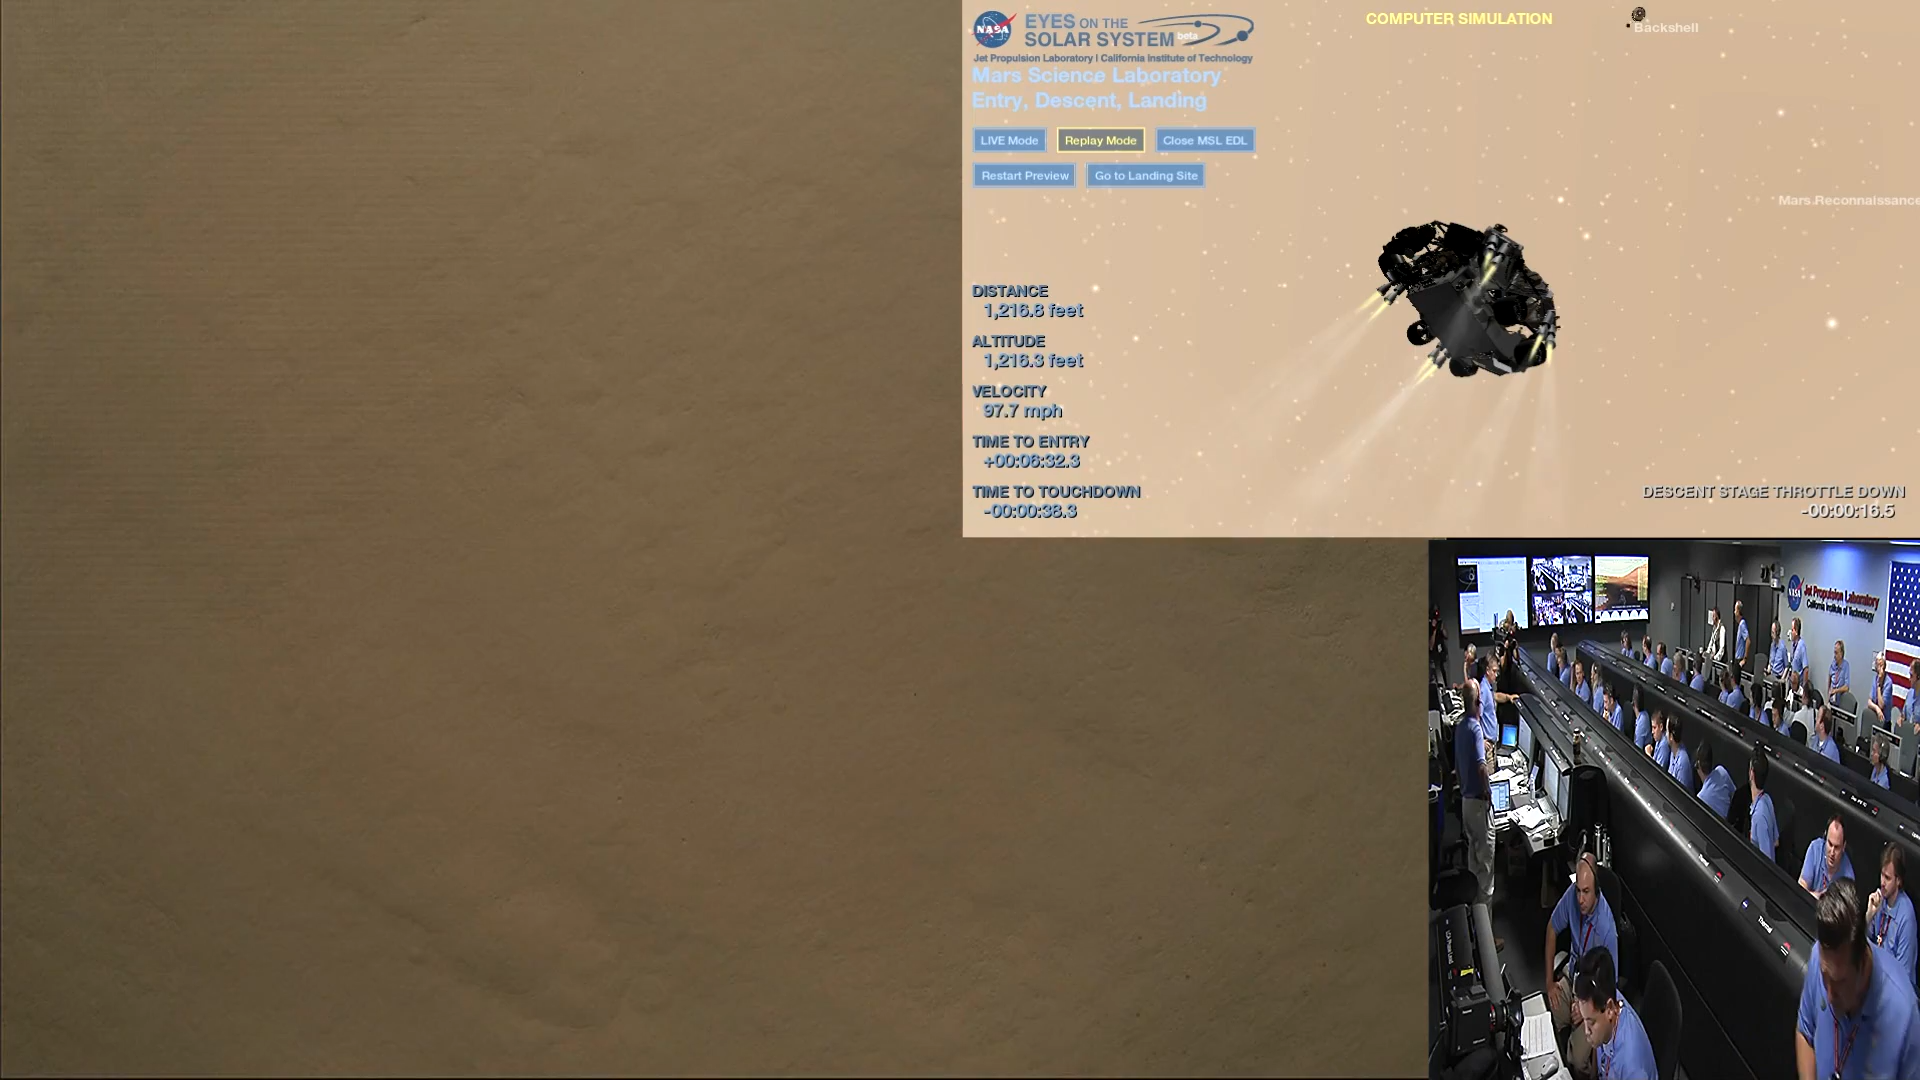 NASA
EYES ON THE
SOLAR SYSTEM beta
Jet Propulsion Laboratory | California Institute of Technology
Mars Science Laboratory
Entry, Descent, Landing
LIVE Mode
Replay Mode
Close MSL EDL
Restart Preview
Go to Landing Site
COMPUTER SIMULATION
Backshell
Mars Reconnaissance
DISTANCE
1,216.8 feet
ALTITUDE
1,216.3 feet
VELOCITY
97.7 mph
TIME TO ENTRY
+00:06:32.3
TIME TO TOUCHDOWN
-00:00:38.3
DESCENT STAGE THROTTLE DOWN
-00:00:16.5
NASA
Jet Propulsion Laboratory
California Institute of Technology
Thermal